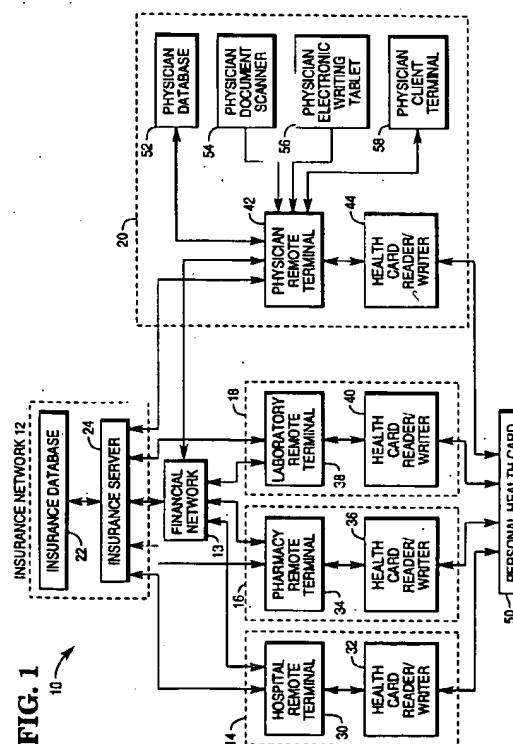 FIG. 1
10
INSURANCE NETWORK 12
INSURANCE DATABASE
22
INSURANCE SERVER
24
FINANCIAL
NETWORK
13
14
HOSPITAL
REMOTE
TERMINAL
30
HEALTH
CARD
READER/
WRITER
32
16
PHARMACY
REMOTE
TERMINAL
34
HEALTH
CARD
READER/
WRITER
36
18
LABORATORY
REMOTE
TERMINAL
38
HEALTH
CARD
READER/
WRITER
40
20
PHYSICIAN
REMOTE
TERMINAL
42
HEALTH
CARD
READER/
WRITER
44
PHYSICIAN
DATABASE
52
PHYSICIAN
DOCUMENT
SCANNER
54
PHYSICIAN
ELECTRONIC
WRITING
TABLET
56
PHYSICIAN
CLIENT
TERMINAL
58
PERSONAL HEALTH CARD
50